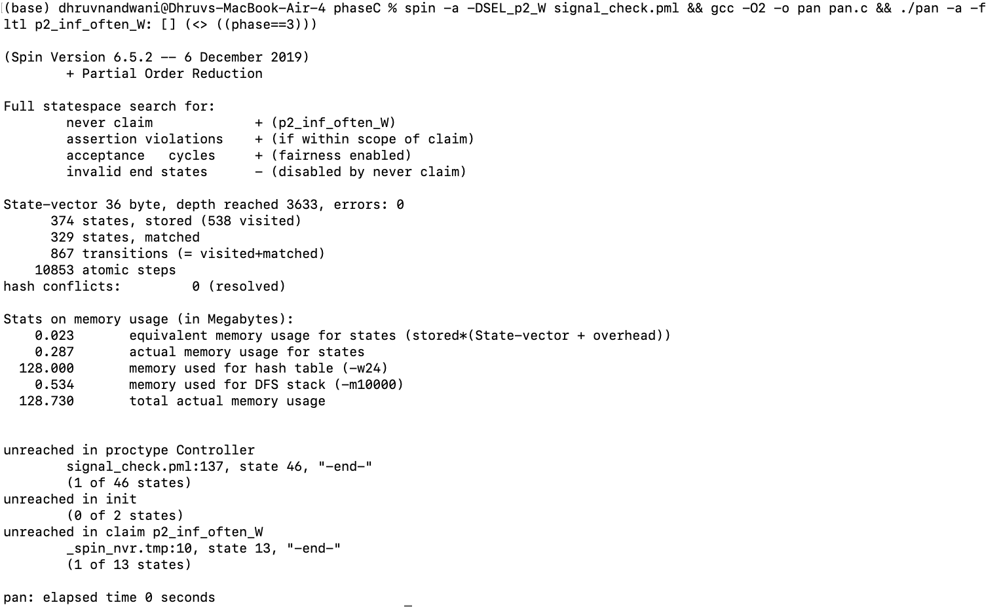 (base) dhruvnandwani@Dhruvs-MacBook-Air-4 phaseC % spin -a -DSEL_p2_W signal_check.pml && gcc -O2 -o pan pan.c && ./pan -a -f
ltl p2_inf_often_W: [] (<> ((phase==3)))
(Spin Version 6.5.2 -- 6 December 2019)
+ Partial Order Reduction
Full statespace search for:
never claim + (p2_inf_often_W)
assertion violations + (if within scope of claim)
acceptance cycles + (fairness enabled)
invalid end states - (disabled by never claim)
State-vector 36 byte, depth reached 3633, errors: 0
374 states, stored (538 visited)
329 states, matched
867 transitions (= visited+matched)
10853 atomic steps
hash conflicts: 0 (resolved)
Stats on memory usage (in Megabytes):
0.023 equivalent memory usage for states (stored*(State-vector + overhead))
0.287 actual memory usage for states
128.000 memory used for hash table (-w24)
0.534 memory used for DFS stack (-m10000)
128.730 total actual memory usage
unreached in proctype Controller
signal_check.pml:137, state 46, "-end-"
(1 of 46 states)
unreached in init
(0 of 2 states)
unreached in claim p2_inf_often_W
_spin_nvr.tmp:10, state 13, "-end-"
(1 of 13 states)
pan: elapsed time 0 seconds